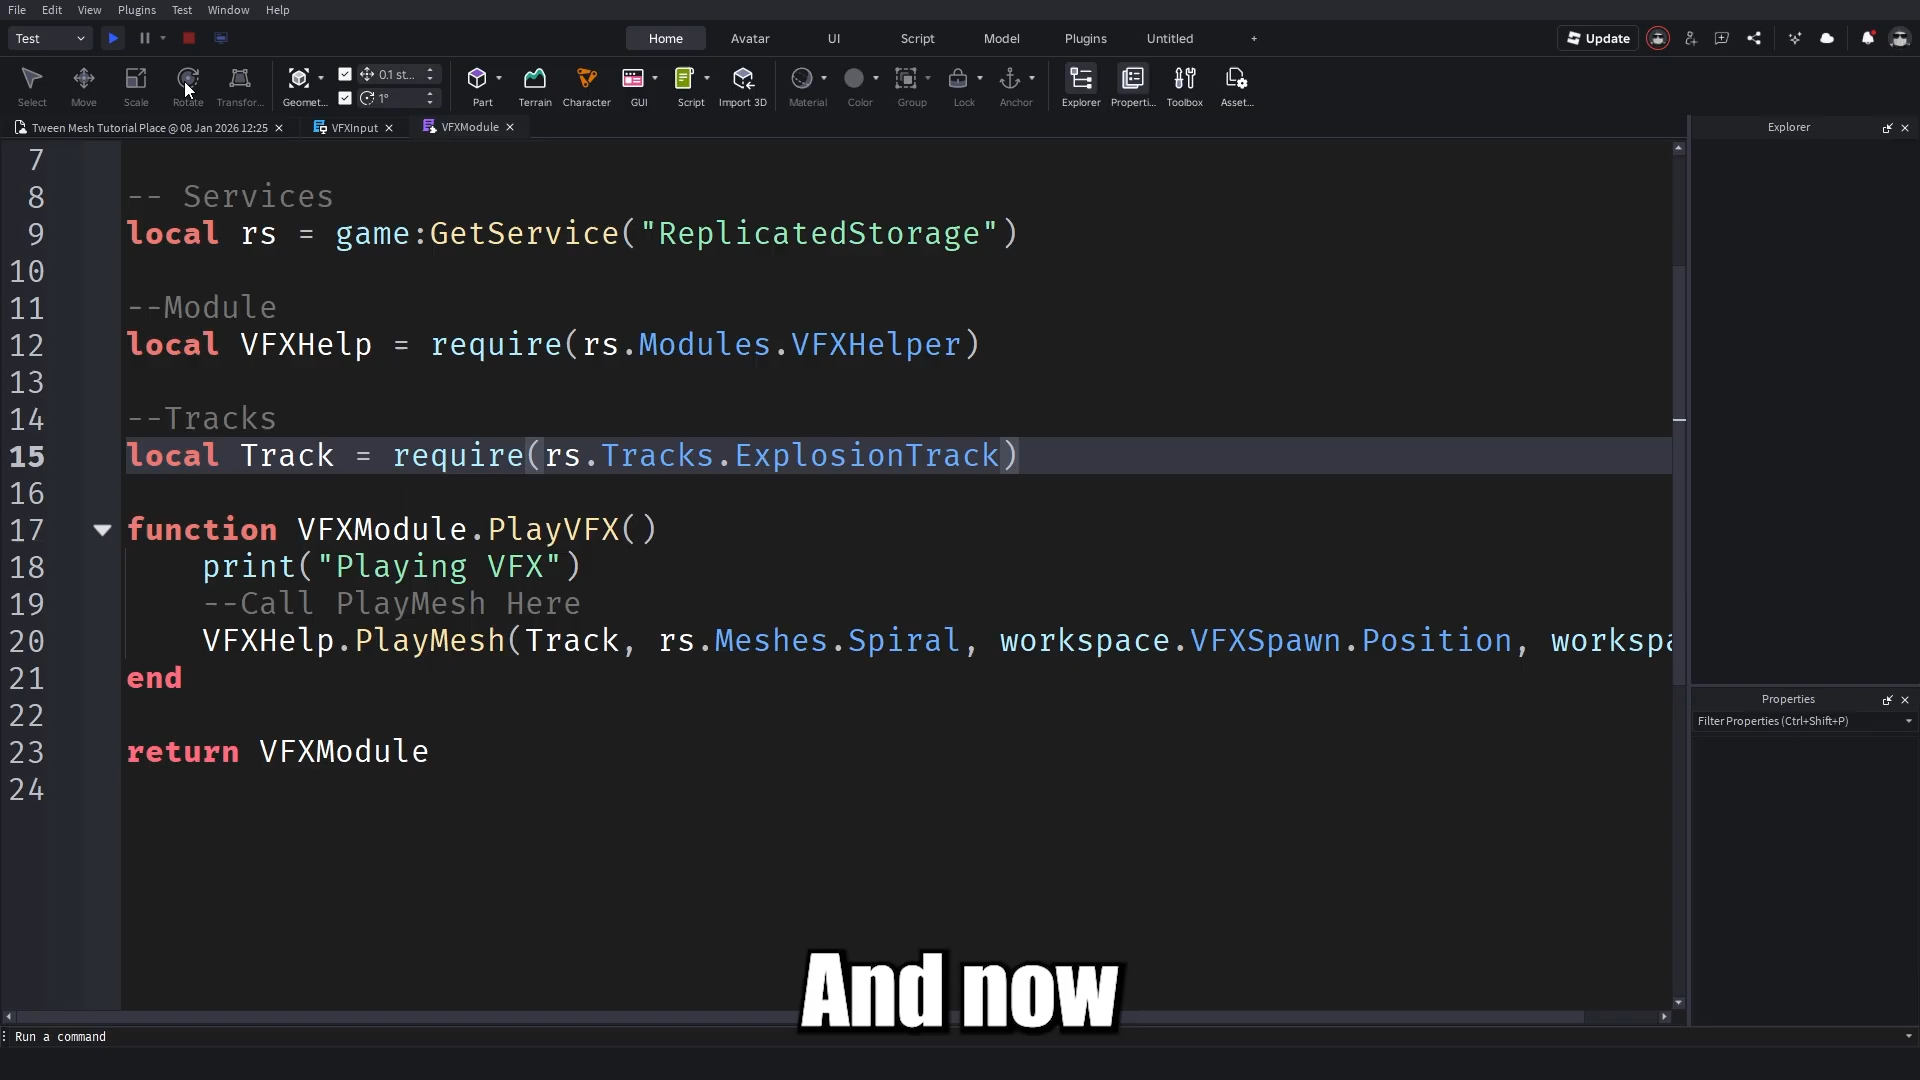 File Edit View Plugins Test Window Help
Test Home Avatar UI Script Model Plugins Untitled + Update
Select Move Scale Rotate Transfor... Geomet... 0.1 st... 1° Part Terrain Character GUI Script Import 3D Material Color Group Lock Anchor Explorer Properti... Toolbox Asset...
Tween Mesh Tutorial Place @ 08 Jan 2026 12:25 VFXInput VFXModule
Explorer
7
8 -- Services
9 local rs = game:GetService("ReplicatedStorage")
10
11 --Module
12 local VFXHelp = require(rs.Modules.VFXHelper)
13
14 --Tracks
15 local Track = require(rs.Tracks.ExplosionTrack)
16
17 function VFXModule.PlayVFX()
18 print("Playing VFX")
19 --Call PlayMesh Here
20 VFXHelp.PlayMesh(Track, rs.Meshes.Spiral, workspace.VFXSpawn.Position, workspa
21 end
22
23 return VFXModule
24
Properties
Filter Properties (Ctrl+Shift+P)
And now
Run a command